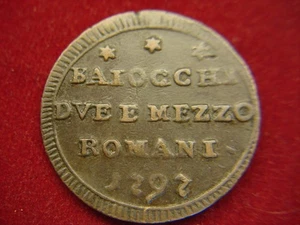 BAIOCCHI
DVE E MEZZO
ROMANI
1797